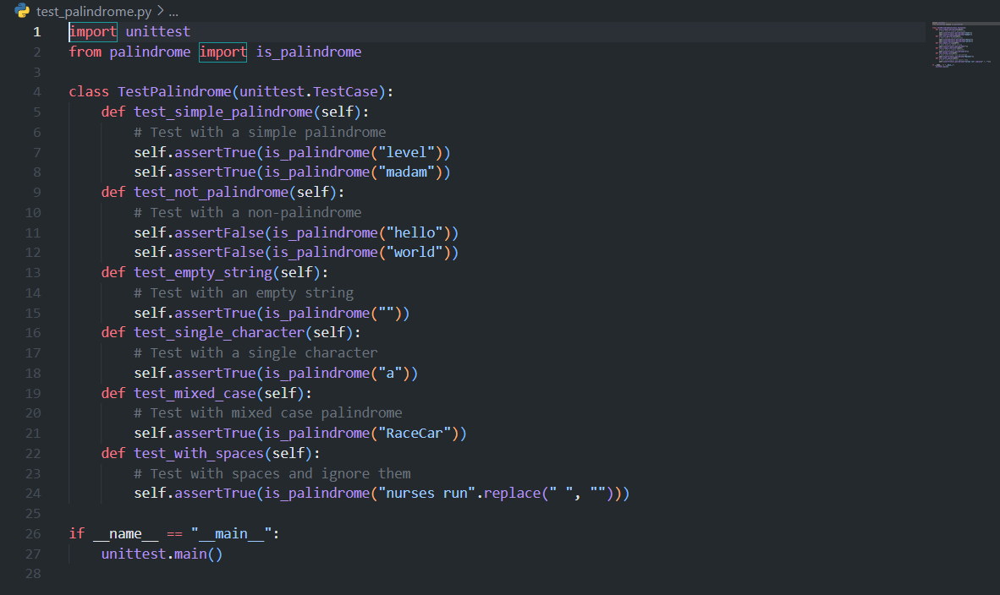 test_palindrome.py > ...
1 import unittest
2 from palindrome import is_palindrome
3
4 class TestPalindrome(unittest.TestCase):
5     def test_simple_palindrome(self):
6         # Test with a simple palindrome
7         self.assertTrue(is_palindrome("level"))
8         self.assertTrue(is_palindrome("madam"))
9     def test_not_palindrome(self):
10         # Test with a non-palindrome
11         self.assertFalse(is_palindrome("hello"))
12         self.assertFalse(is_palindrome("world"))
13     def test_empty_string(self):
14         # Test with an empty string
15         self.assertTrue(is_palindrome(""))
16     def test_single_character(self):
17         # Test with a single character
18         self.assertTrue(is_palindrome("a"))
19     def test_mixed_case(self):
20         # Test with mixed case palindrome
21         self.assertTrue(is_palindrome("RaceCar"))
22     def test_with_spaces(self):
23         # Test with spaces and ignore them
24         self.assertTrue(is_palindrome("nurses run".replace(" ", "")))
25
26 if __name__ == "__main__":
27     unittest.main()
28